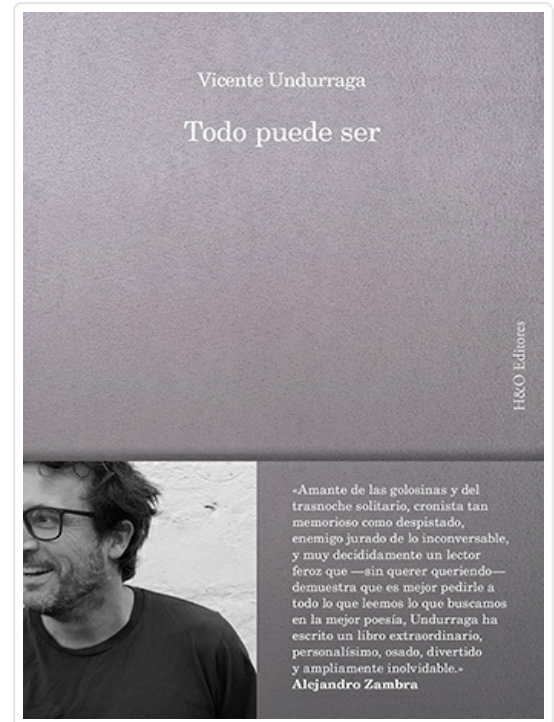 Vicente Undurraga
Todo puede ser
H&O Editores
«Amante de las golosinas y del
trasnoche solitario, cronista tan
memorioso como despistado,
enemigo jurado de lo inconversable,
y muy decididamente un lector
feroz que —sin querer queriendo—
demuestra que es mejor pedirle a
todo lo que leemos lo que buscamos
en la mejor poesía, Undurraga ha
escrito un libro extraordinario,
personalísimo, osado, divertido
y ampliamente inolvidable.»
Alejandro Zambra